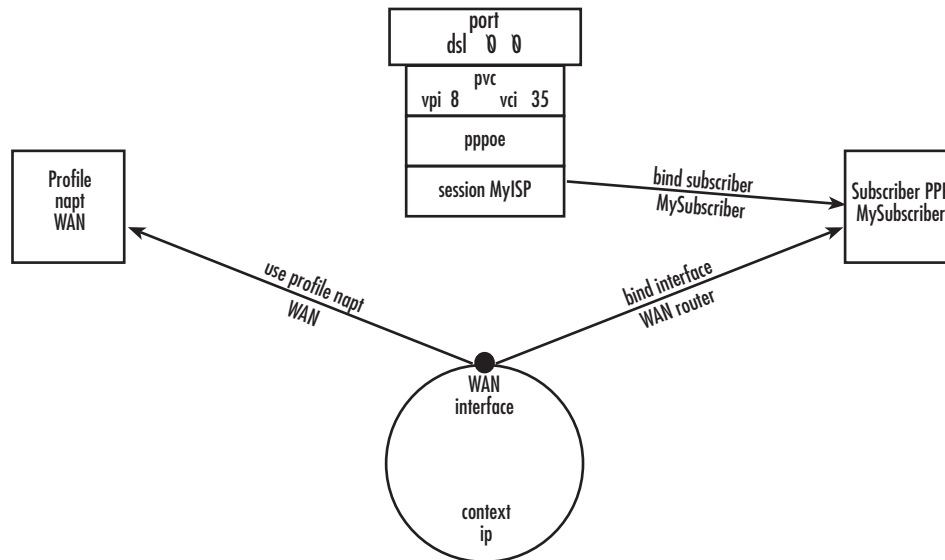 port
dsl 0 0
pvc
vpi 8 vci 35
pppoe
session MyISP
Profile
napt
WAN
bind subscriber
MySubscriber
Subscriber PPP
MySubscriber
use profile napt
WAN
bind interface
WAN router
WAN
interface
context
ip